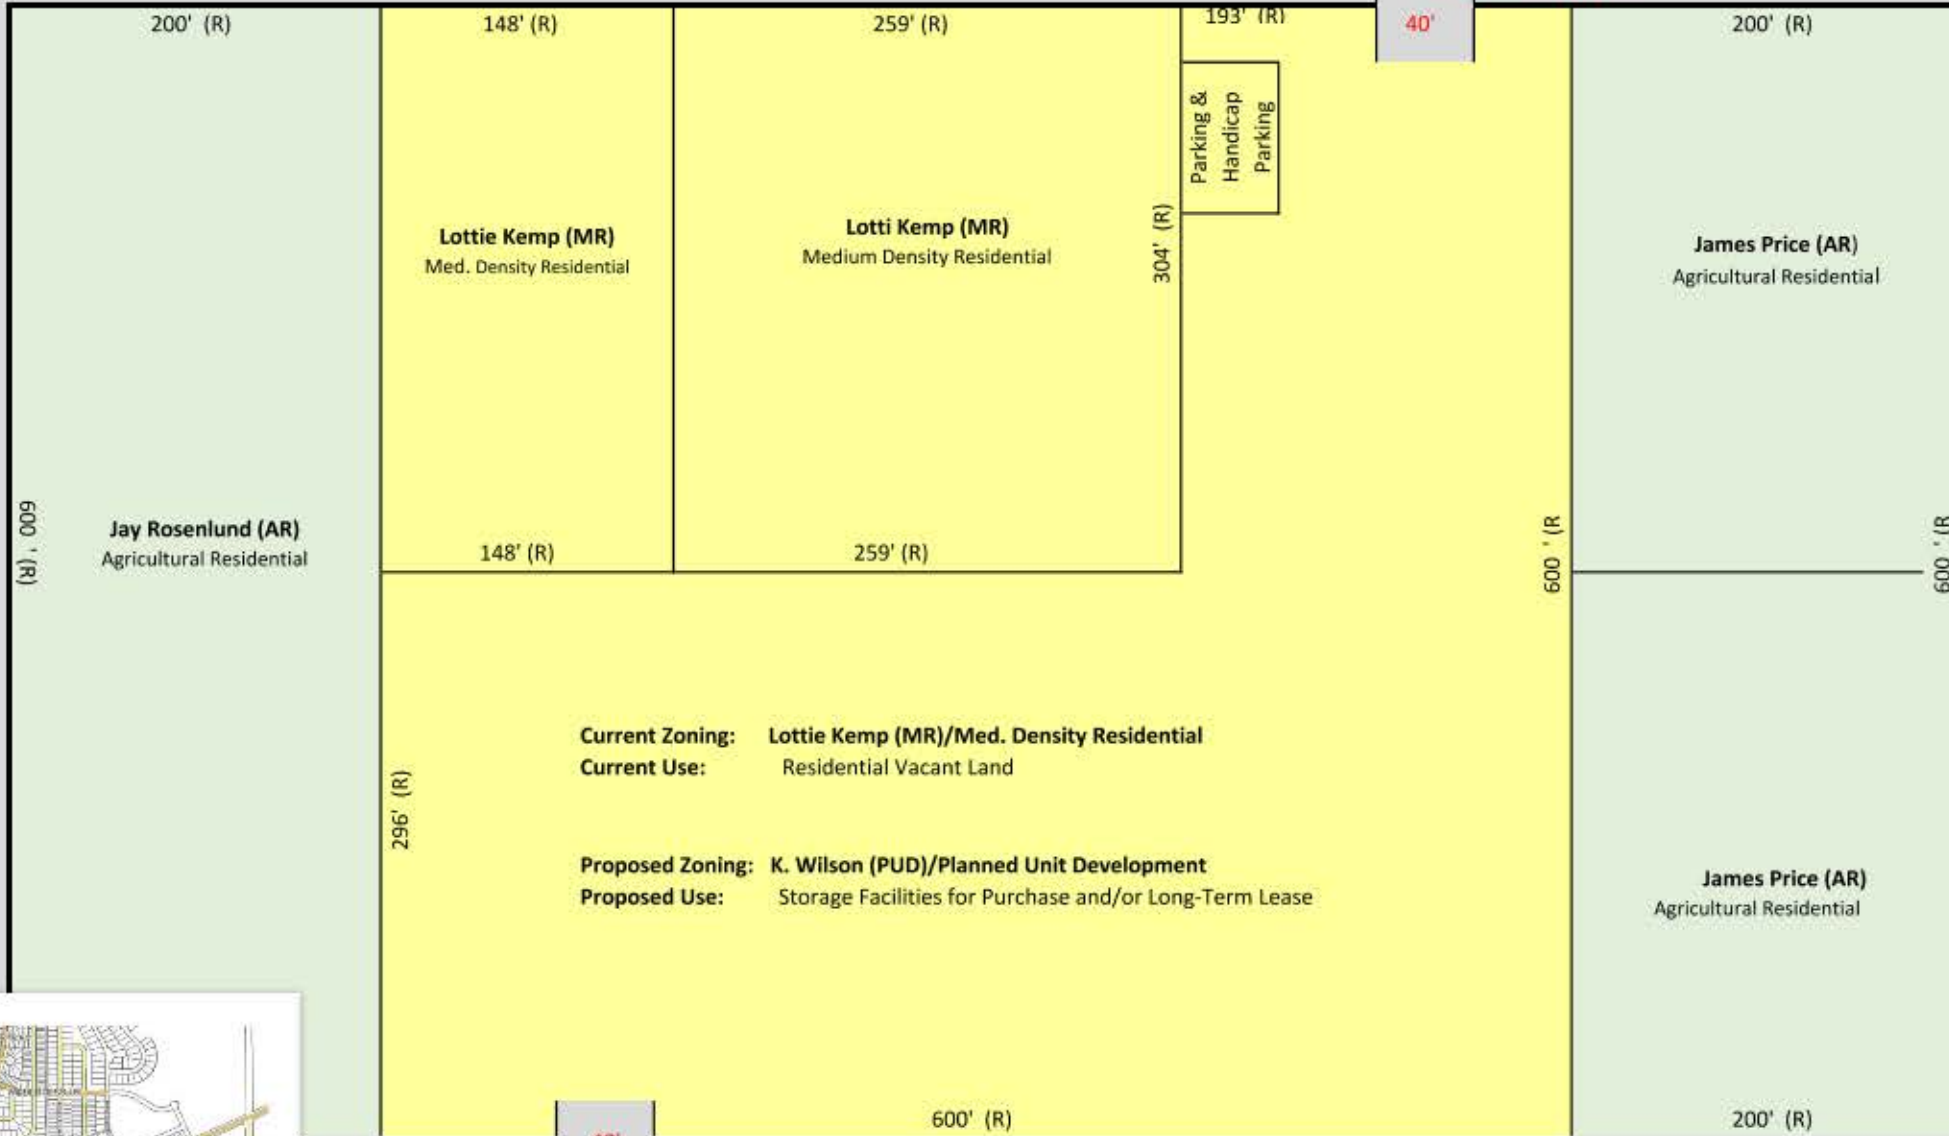 200' (R)
148' (R)
259' (R)
193' (R)
40'
200' (R)
Parking &
Handicap
Parking
304' (R)
Lottie Kemp (MR)
Med. Density Residential
Lotti Kemp (MR)
Medium Density Residential
James Price (AR)
Agricultural Residential
600 ' (R)
Jay Rosenlund (AR)
Agricultural Residential
148' (R)
259' (R)
600 ' (R
600 ' (R
Current Zoning: Lottie Kemp (MR)/Med. Density Residential
Current Use: Residential Vacant Land
296' (R)
Proposed Zoning: K. Wilson (PUD)/Planned Unit Development
Proposed Use: Storage Facilities for Purchase and/or Long-Term Lease
James Price (AR)
Agricultural Residential
600' (R)
200' (R)